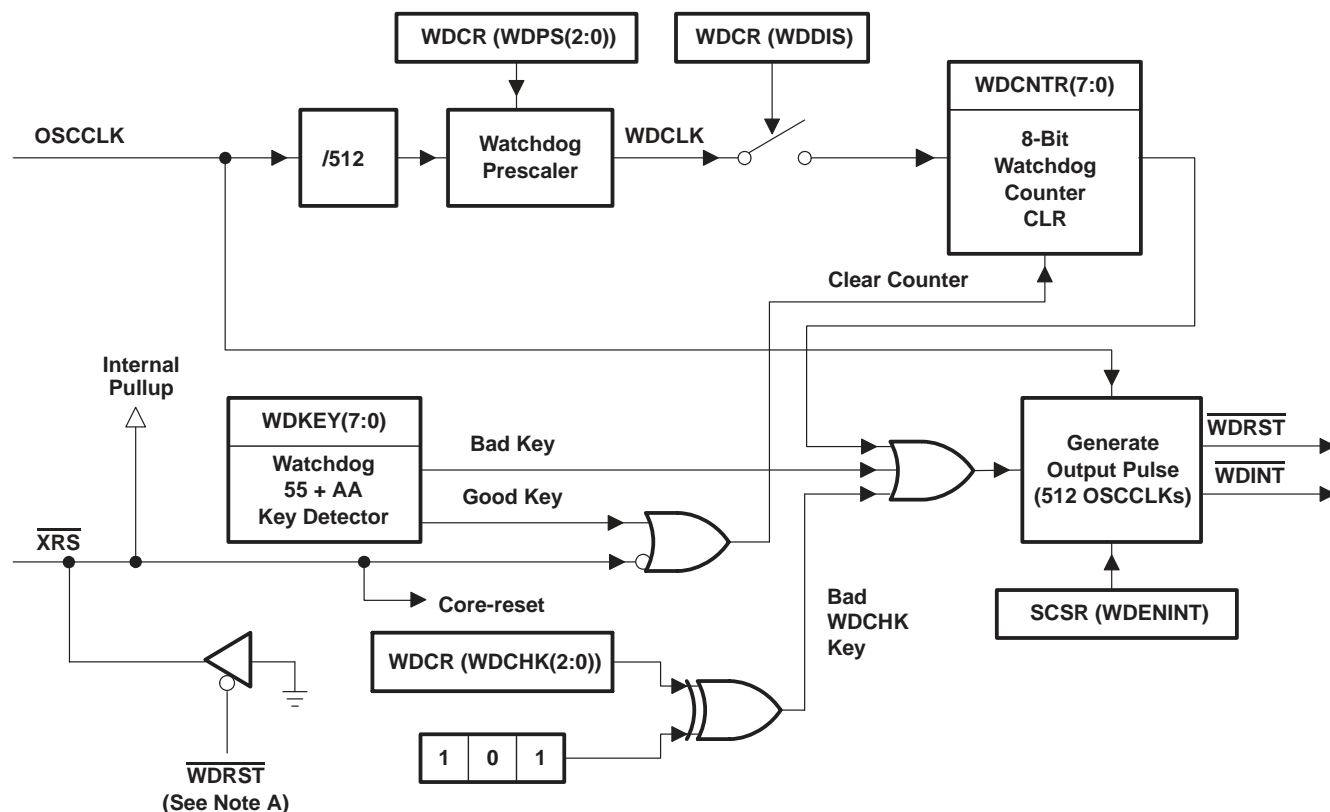 WDCR (WDPS(2:0))
WDCR (WDDIS)
WDCNTR(7:0)
OSCCLK
/512
Watchdog
Prescaler
WDCLK
8-Bit
Watchdog
Counter
CLR
Clear Counter
Internal
Pullup
WDKEY(7:0)
Watchdog
55 + AA
Key Detector
Bad Key
Good Key
Generate
Output Pulse
(512 OSCCLKs)
WDRST
WDINT
XRS
Core-reset
Bad
WDCHK
Key
SCSR (WDENINT)
WDCR (WDCHK(2:0))
1 0 1
WDRST
(See Note A)